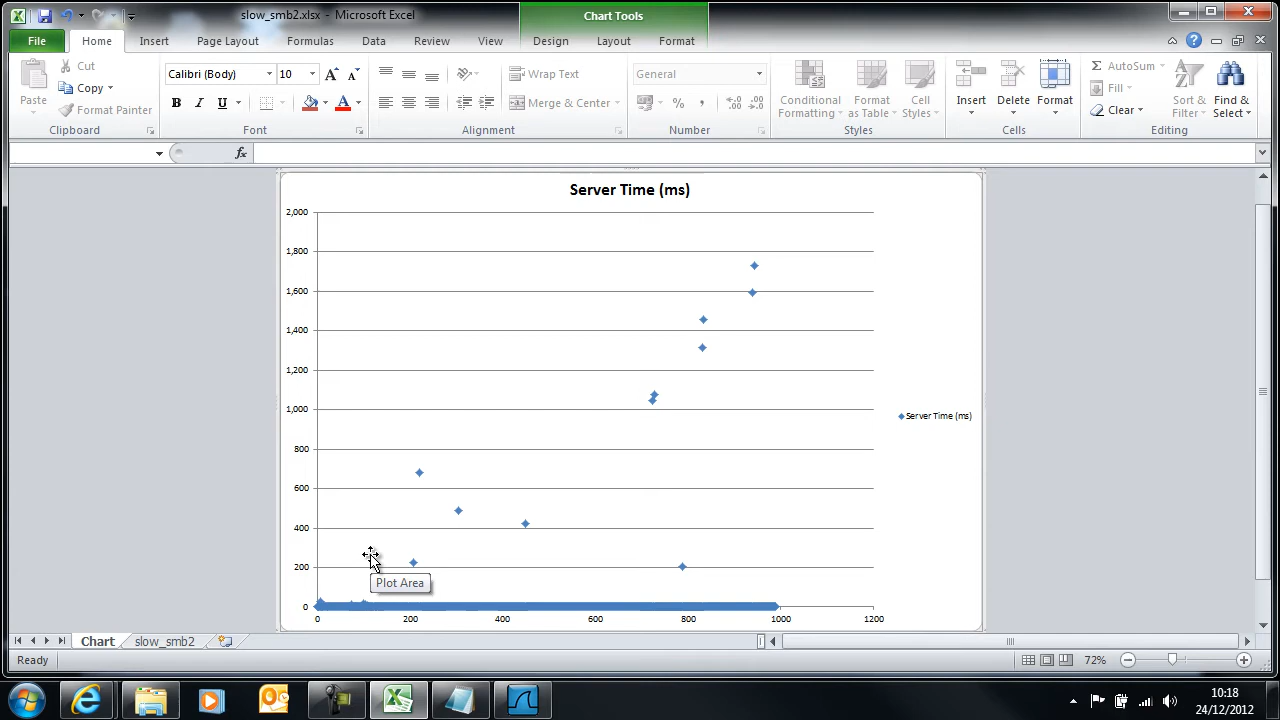 slow_smb2.xlsx - Microsoft Excel
Chart Tools
File Home Insert Page Layout Formulas Data Review View Design Layout Format
Paste
Cut
Copy
Format Painter
Clipboard
Calibri (Body) 10
B I U
Font
Wrap Text
Merge & Center
Alignment
General
Number
Conditional Formatting
Format as Table
Cell Styles
Styles
Insert Delete Format
Cells
AutoSum
Fill
Clear
Sort & Filter
Find & Select
Editing
fx
Server Time (ms)
2,000
1,800
1,600
1,400
1,200
1,000
800
600
400
200
0
0 200 400 600 800 1000 1200
Server Time (ms)
Plot Area
Chart slow_smb2
Ready
72%
10:18
24/12/2012